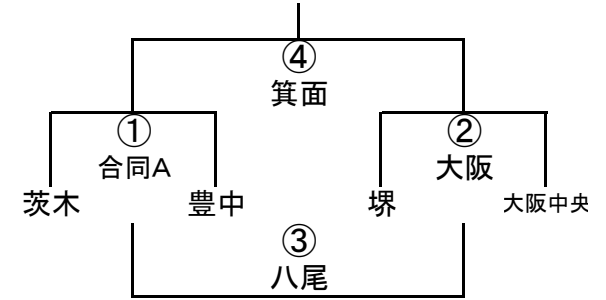 ④
箕面
①
②
合同A
大阪
茨木
豊中
堺
大阪中央
③
八尾